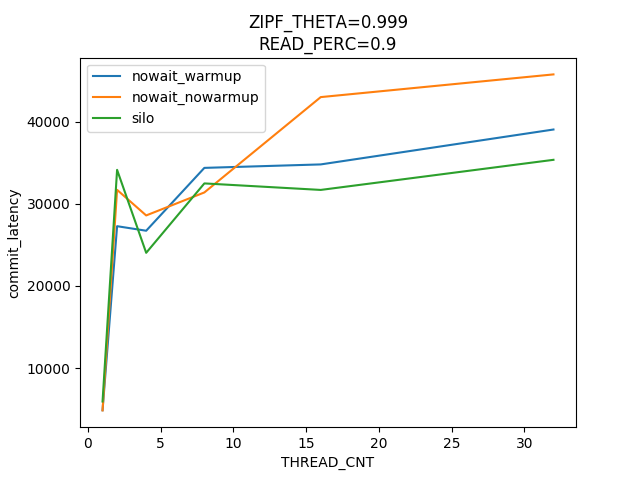 ZIPF_THETA=0.999
READ_PERC=0.9
nowait_warmup
nowait_nowarmup
silo
commit_latency
40000
30000
20000
10000
0 5 10 15 20 25 30
THREAD_CNT